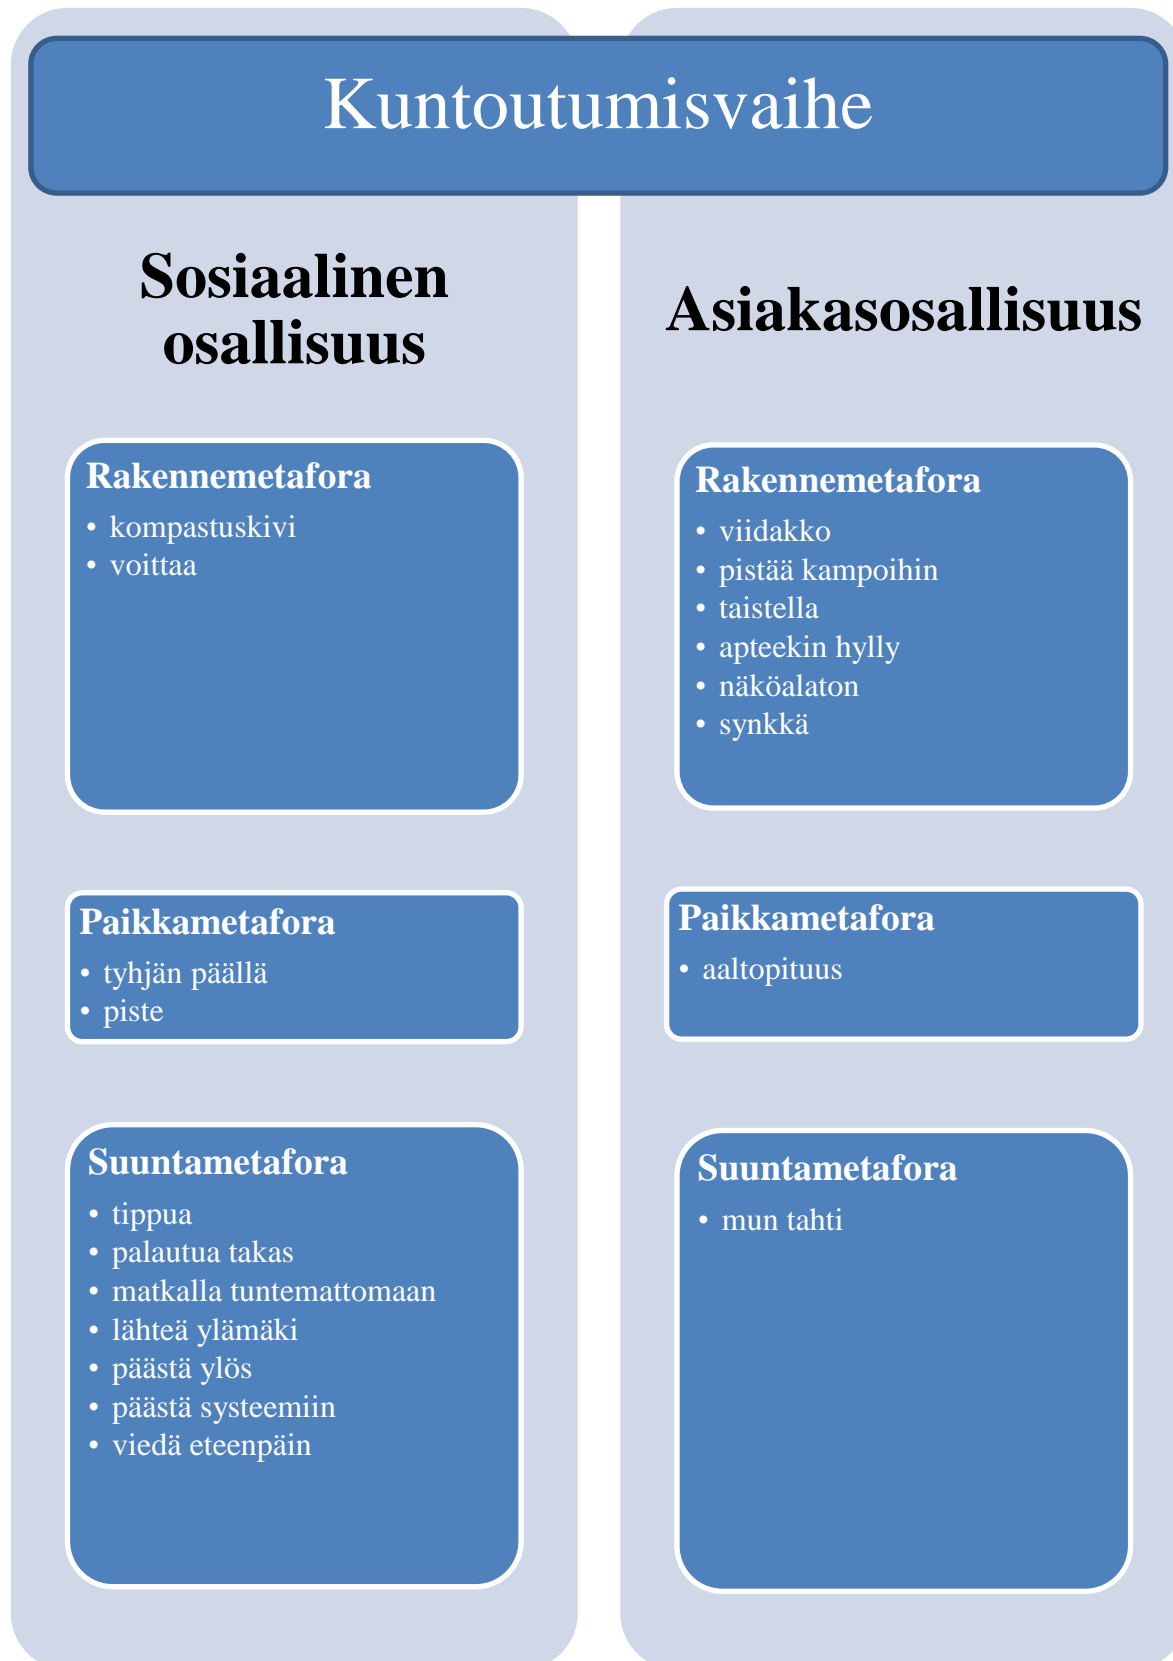 Kuntoutumisvaihe
Sosiaalinen
osallisuus
Rakennemetafora
• kompastuskivi
• voittaa
Paikkametafora
• tyhjän päällä
• piste
Suuntametafora
• tippua
• palautua takas
• matkalla tuntemattomaan
• lähteä ylämäki
• päästä ylös
• päästä systeemiin
• viedä eteenpäin
Asiakasosallisuus
Rakennemetafora
• viidakko
• pistää kampoihin
• taistella
• apteekin hylly
• näköalaton
• synkkä
Paikkametafora
• aaltopituus
Suuntametafora
• mun tahti